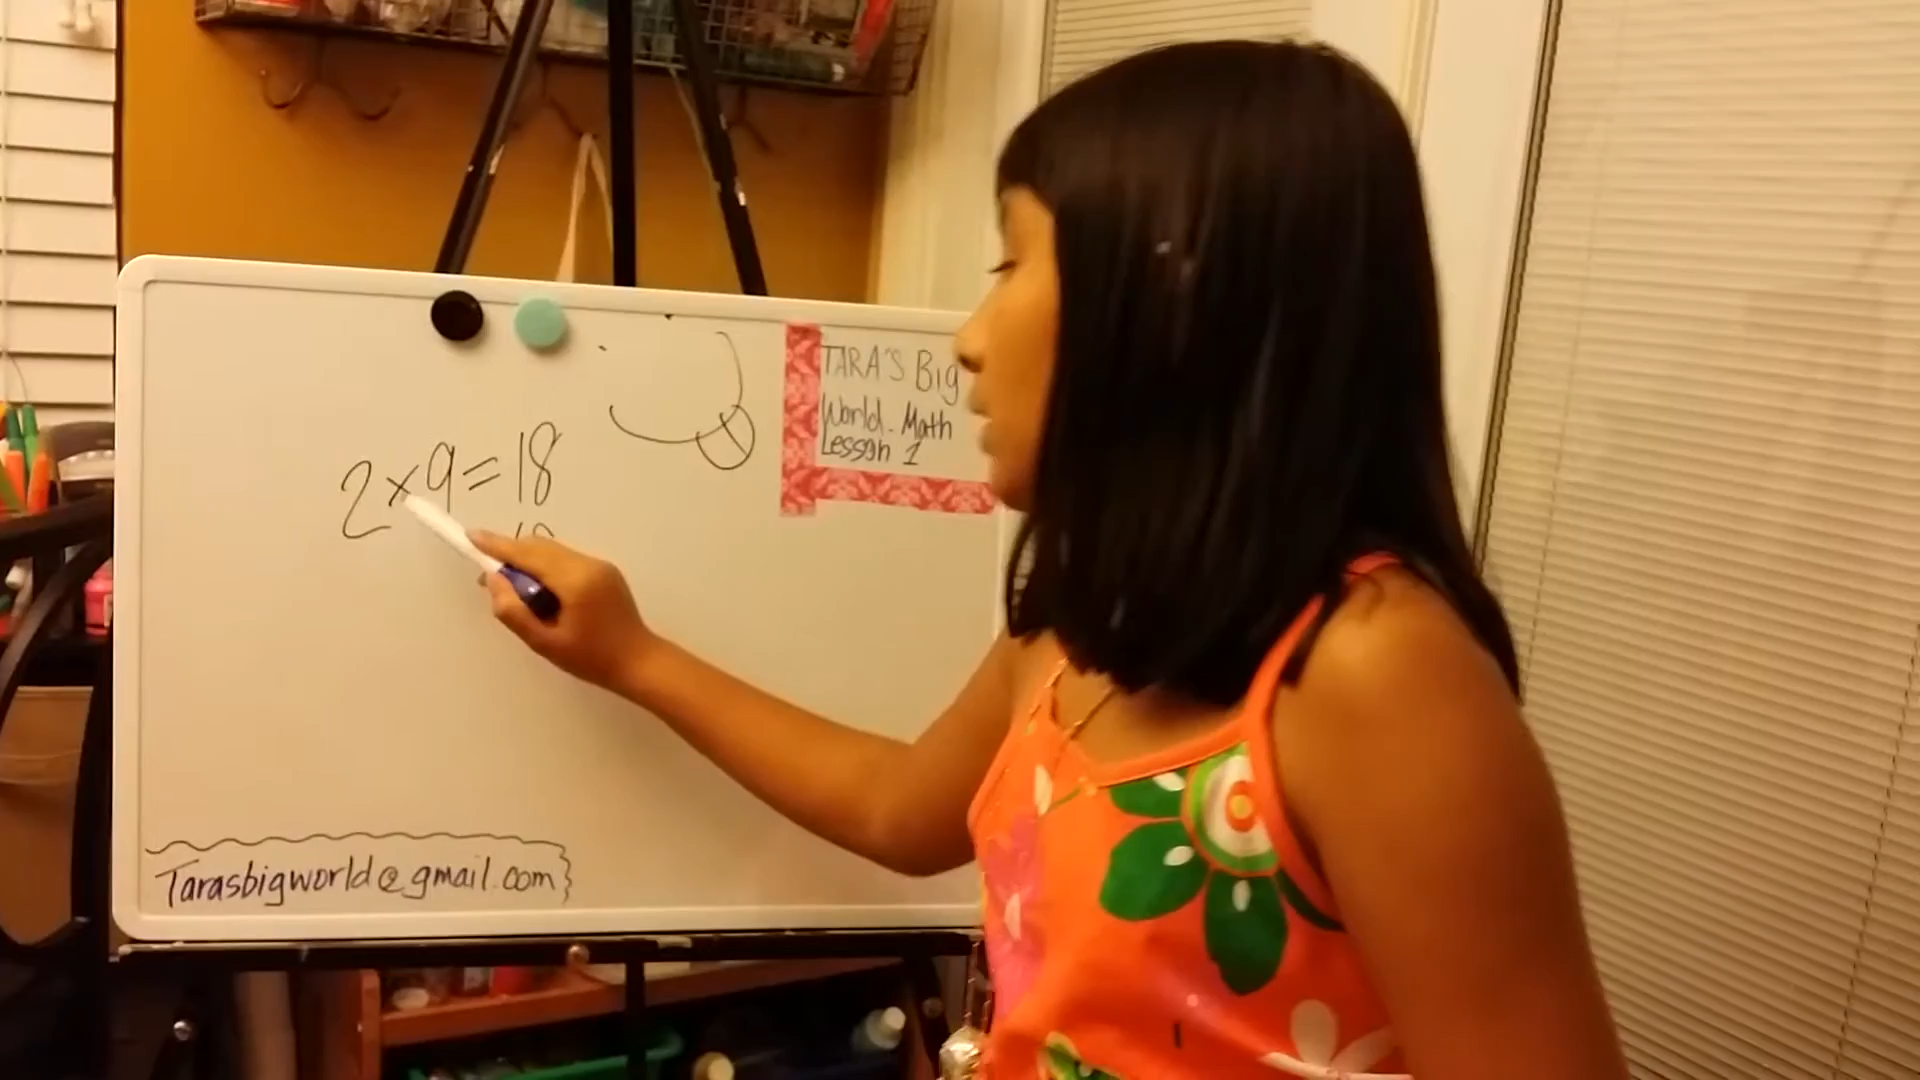 TARA'S Big
World - Math
Lesson 1
2 x 9 = 18
Tarasbigworld@gmail.com